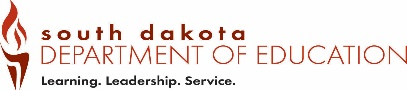 south dakota
DEPARTMENT OF EDUCATION
Learning. Leadership. Service.